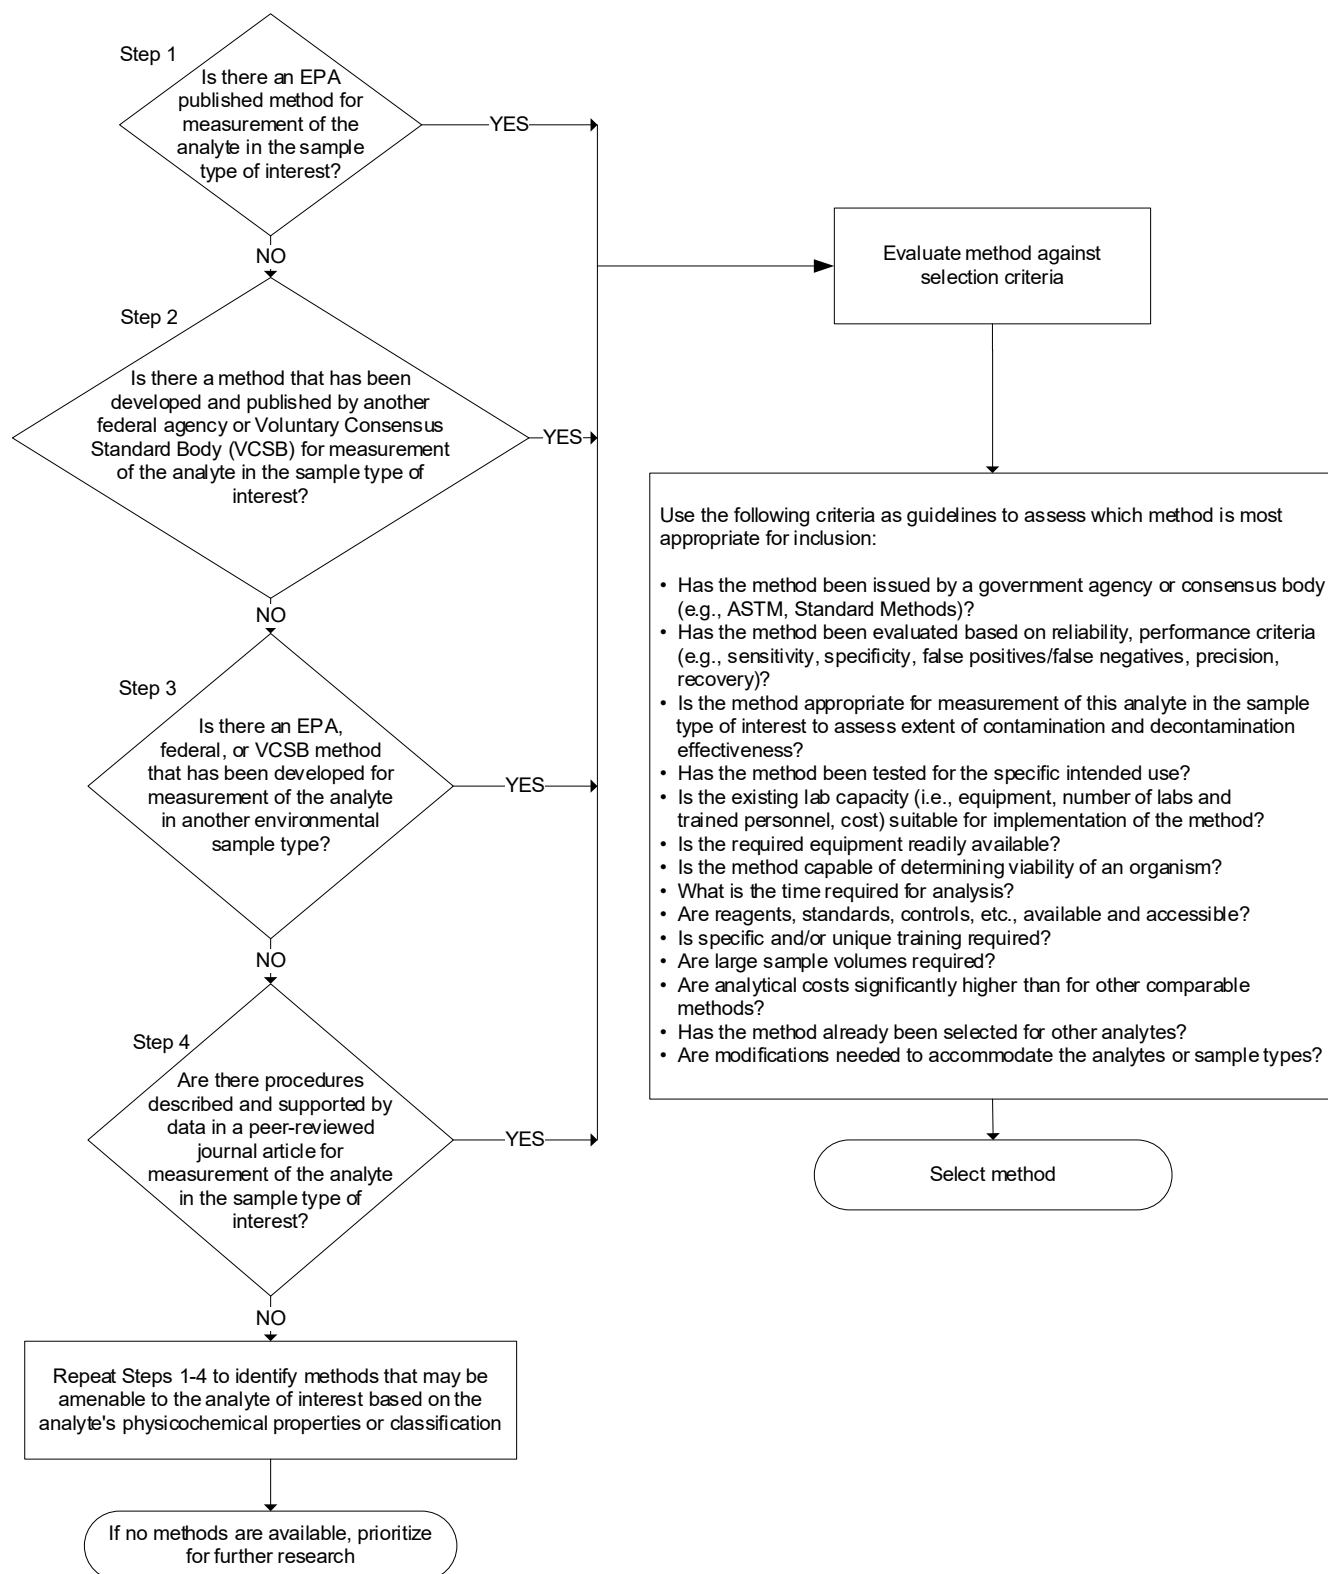 Step 1
Is there an EPA
published method for
measurement of the
analyte in the sample
type of interest?
YES
NO
Step 2
Is there a method that has been
developed and published by another
federal agency or Voluntary Consensus
Standard Body (VCSB) for measurement
of the analyte in the sample type of
interest?
YES
NO
Step 3
Is there an EPA,
federal, or VCSB method
that has been developed for
measurement of the analyte
in another environmental
sample type?
YES
NO
Step 4
Are there procedures
described and supported by
data in a peer-reviewed
journal article for
measurement of the analyte
in the sample type of
interest?
YES
NO
Repeat Steps 1-4 to identify methods that may be
amenable to the analyte of interest based on the
analyte's physicochemical properties or classification
If no methods are available, prioritize
for further research
Evaluate method against
selection criteria
Use the following criteria as guidelines to assess which method is most
appropriate for inclusion:
• Has the method been issued by a government agency or consensus body
(e.g., ASTM, Standard Methods)?
• Has the method been evaluated based on reliability, performance criteria
(e.g., sensitivity, specificity, false positives/false negatives, precision,
recovery)?
• Is the method appropriate for measurement of this analyte in the sample
type of interest to assess extent of contamination and decontamination
effectiveness?
• Has the method been tested for the specific intended use?
• Is the existing lab capacity (i.e., equipment, number of labs and
trained personnel, cost) suitable for implementation of the method?
• Is the required equipment readily available?
• Is the method capable of determining viability of an organism?
• What is the time required for analysis?
• Are reagents, standards, controls, etc., available and accessible?
• Is specific and/or unique training required?
• Are large sample volumes required?
• Are analytical costs significantly higher than for other comparable
methods?
• Has the method already been selected for other analytes?
• Are modifications needed to accommodate the analytes or sample types?
Select method